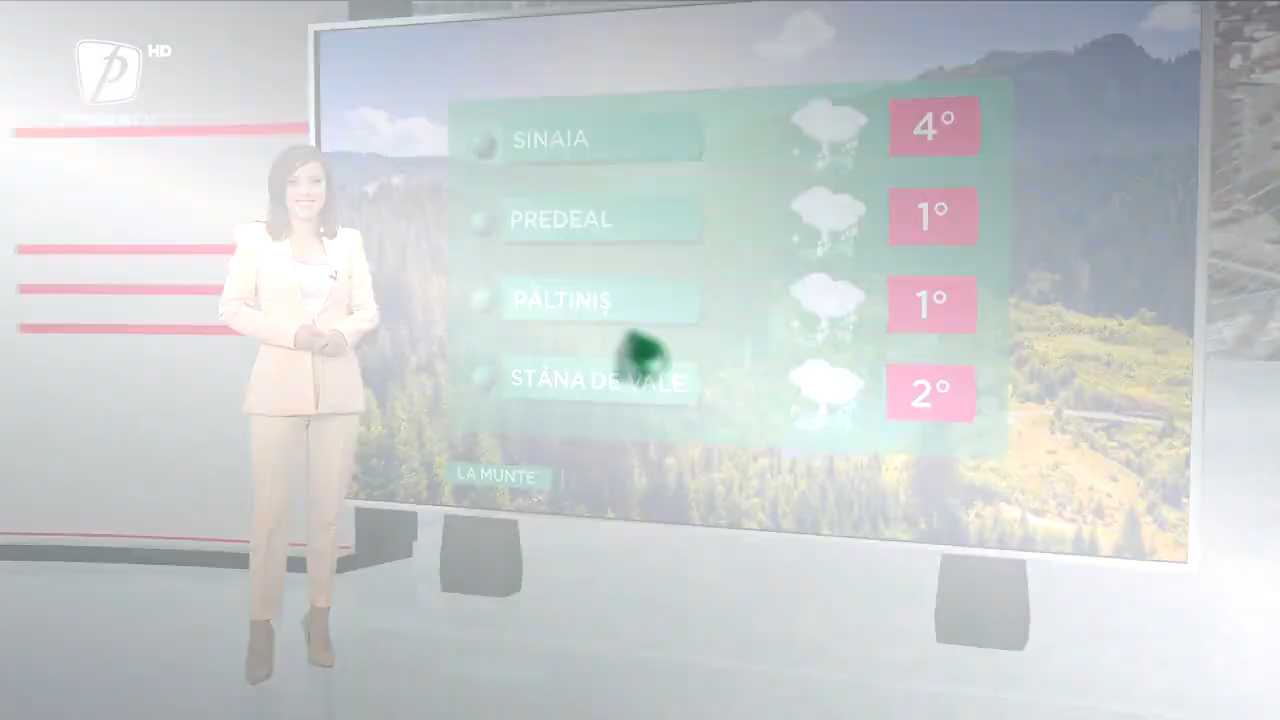 p HD
SINAIA 4°
PREDEAL 1°
PĂLTINIȘ 1°
STÂNA DE VALE 2°
LA MUNTE